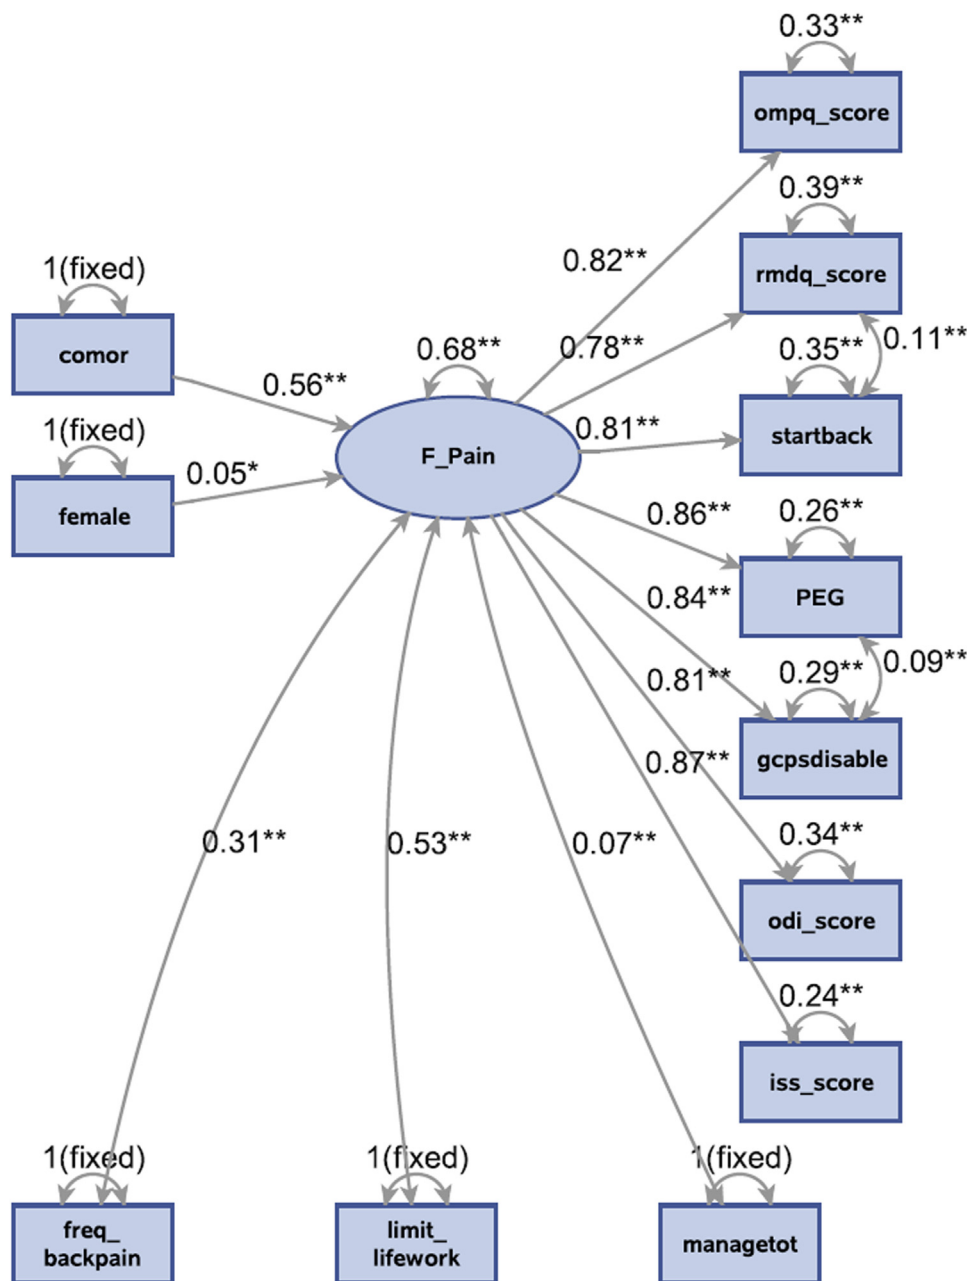 0.33**
ompq_score
0.39**
0.82**
rmdq_score
1(fixed)
0.11**
0.78**
0.68**
0.35**
comor
0.56**
startback
1(fixed)
0.81**
F_Pain
0.05*
female
0.86**
0.26**
PEG
0.84**
0.09**
0.29**
0.81**
gcpsdisable
0.87**
0.31**
0.53**
0.07**
0.34**
odi_score
0.24**
iss_score
1(fixed)
1(fixed)
1(fixed)
freq_
backpain
limit_
lifework
managetot